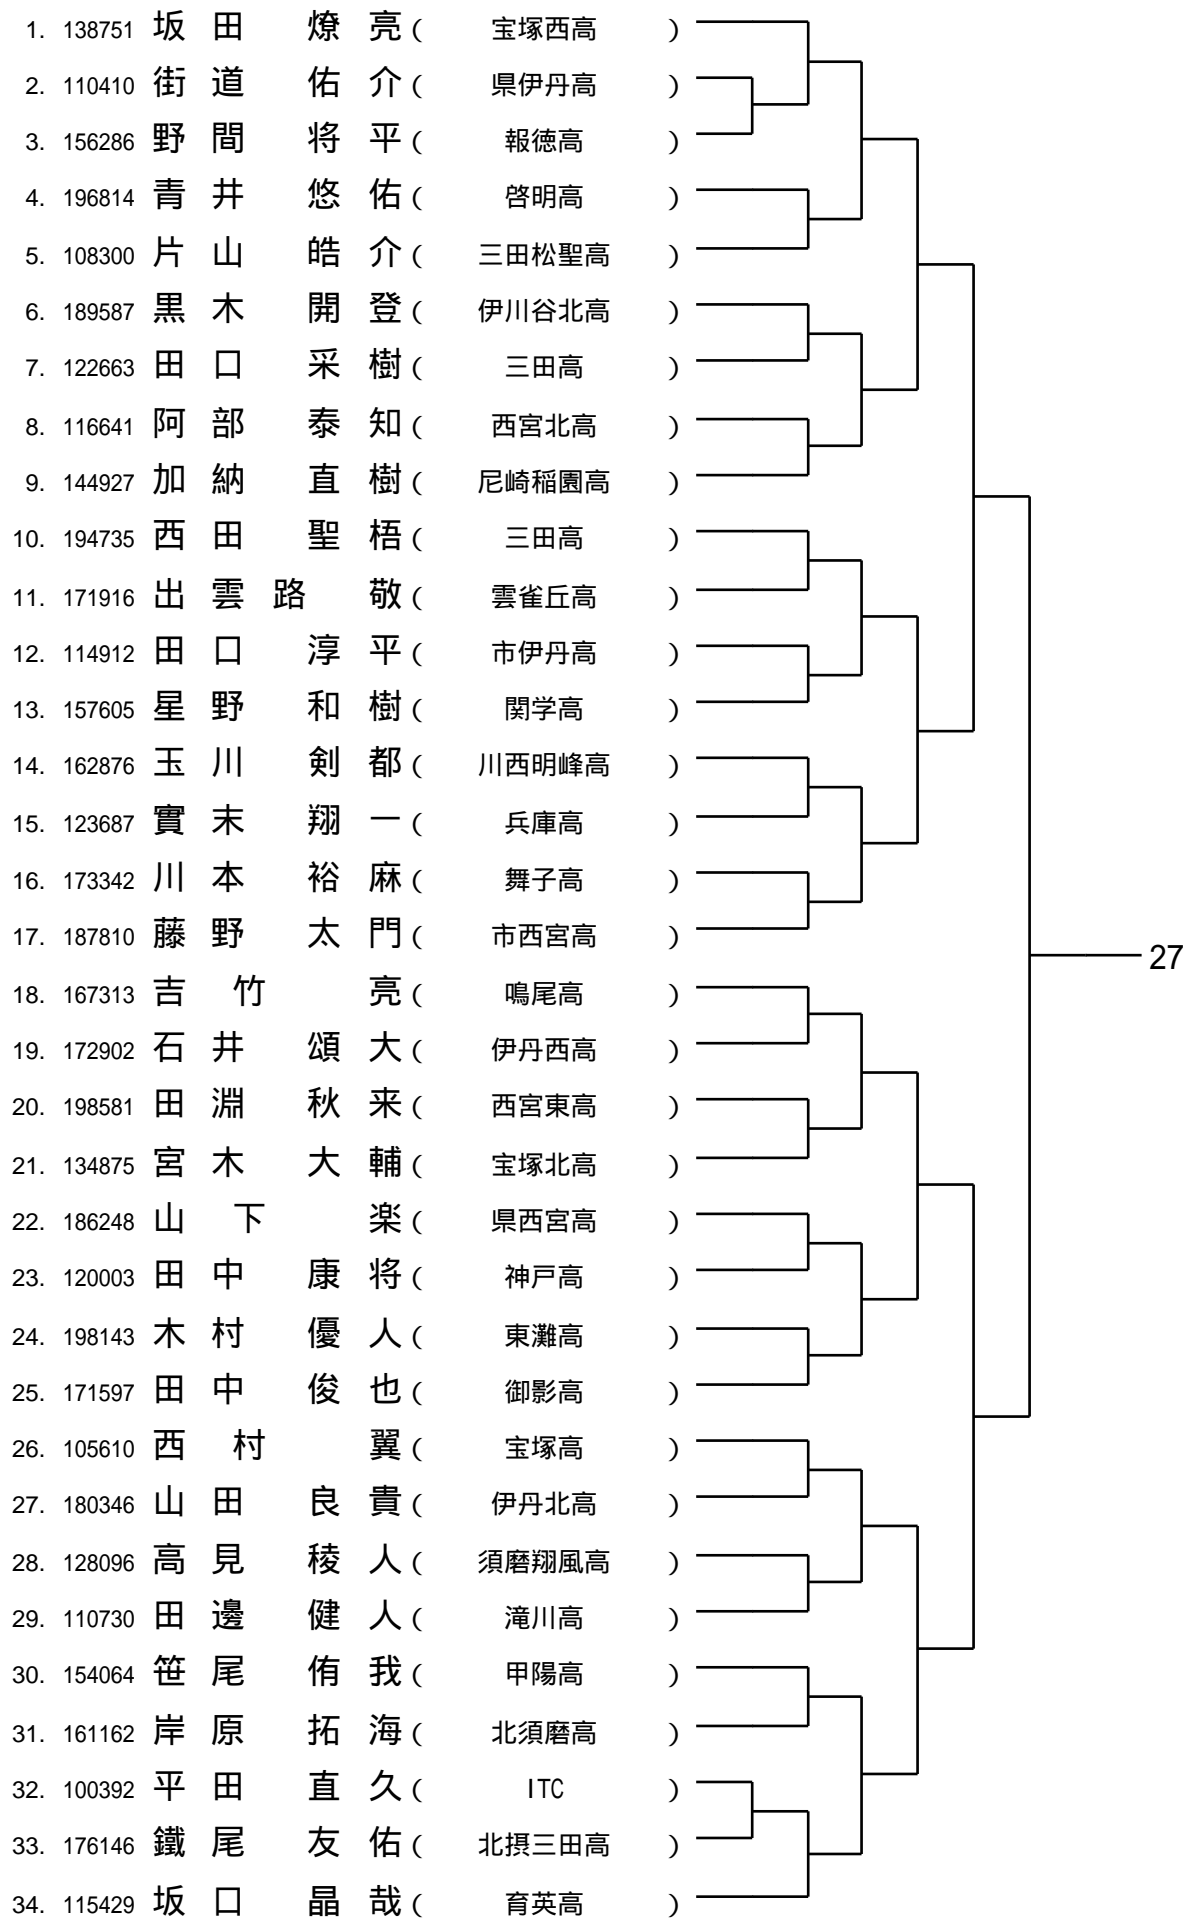 1. 138751 坂田 燎亮 ( 宝塚西高 )
2. 110410 街道 佑介 ( 県伊丹高 )
3. 156286 野間 将平 ( 報徳高 )
4. 196814 青井 悠佑 ( 啓明高 )
5. 108300 片山 皓介 ( 三田松聖高 )
6. 189587 黒木 開登 ( 伊川谷北高 )
7. 122663 田口 采樹 ( 三田高 )
8. 116641 阿部 泰知 ( 西宮北高 )
9. 144927 加納 直樹 ( 尼崎稲園高 )
10. 194735 西田 聖梧 ( 三田高 )
11. 171916 出雲路 敬 ( 雲雀丘高 )
12. 114912 田口 淳平 ( 市伊丹高 )
13. 157605 星野 和樹 ( 関学高 )
14. 162876 玉川 剣都 ( 川西明峰高 )
15. 123687 實末 翔一 ( 兵庫高 )
16. 173342 川本 裕麻 ( 舞子高 )
17. 187810 藤野 太門 ( 市西宮高 )
27
18. 167313 吉竹 亮 ( 鳴尾高 )
19. 172902 石井 頌大 ( 伊丹西高 )
20. 198581 田淵 秋来 ( 西宮東高 )
21. 134875 宮木 大輔 ( 宝塚北高 )
22. 186248 山下 楽 ( 県西宮高 )
23. 120003 田中 康将 ( 神戸高 )
24. 198143 木村 優人 ( 東灘高 )
25. 171597 田中 俊也 ( 御影高 )
26. 105610 西村 翼 ( 宝塚高 )
27. 180346 山田 良貴 ( 伊丹北高 )
28. 128096 高見 稜人 ( 須磨翔風高 )
29. 110730 田邊 健人 ( 滝川高 )
30. 154064 笹尾 侑我 ( 甲陽高 )
31. 161162 岸原 拓海 ( 北須磨高 )
32. 100392 平田 直久 ( ITC )
33. 176146 鐵尾 友佑 ( 北摂三田高 )
34. 115429 坂口 晶哉 ( 育英高 )